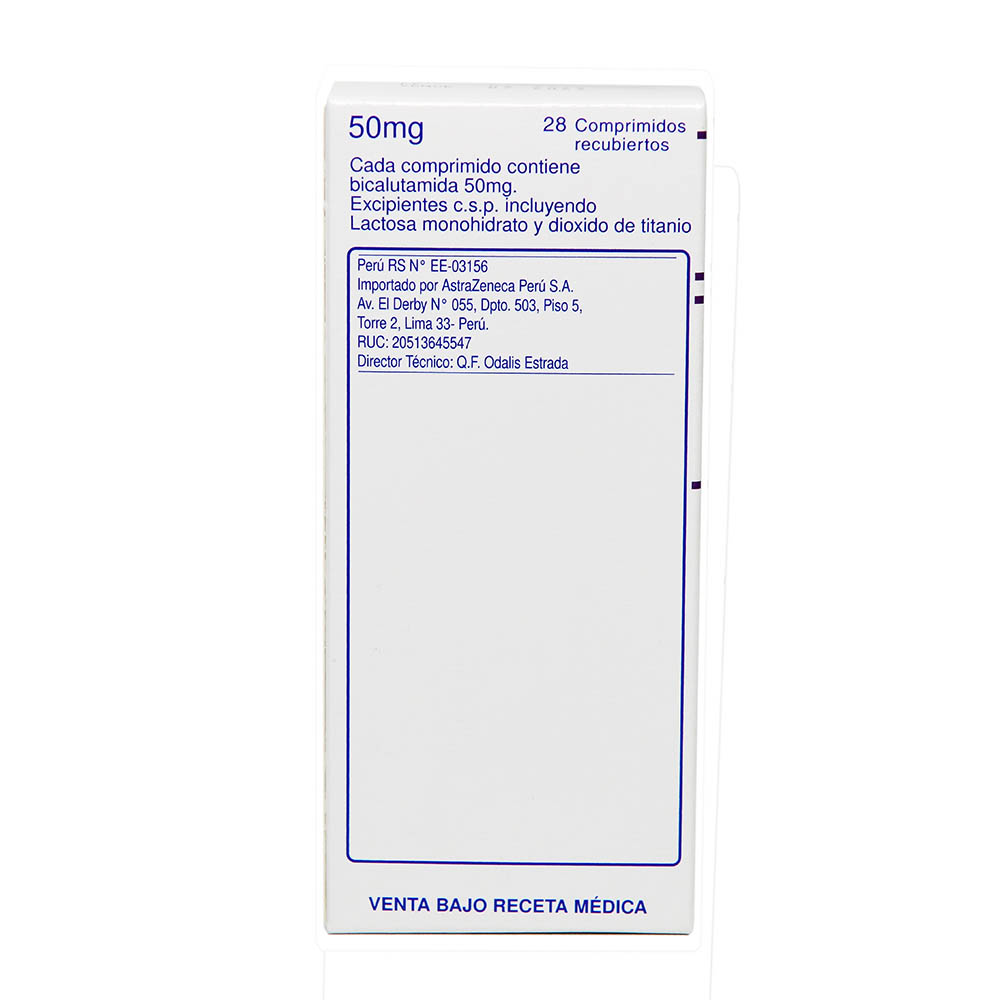 50mg
28 Comprimidos
recubiertos
Cada comprimido contiene
bicalutamida 50mg.
Excipientes c.s.p. incluyendo
Lactosa monohidrato y dioxido de titanio
Perú RS N° EE-03156
Importado por AstraZeneca Perú S.A.
Av. El Derby N° 055, Dpto. 503, Piso 5,
Torre 2, Lima 33- Perú.
RUC: 20513645547
Director Técnico: Q.F. Odalis Estrada
VENTA BAJO RECETA MÉDICA